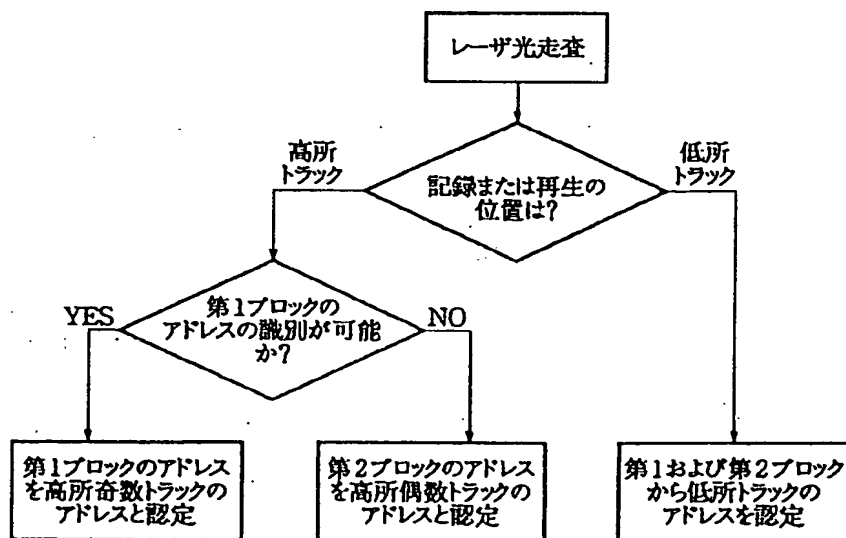 レーザ光走査
高所
トラック
低所
トラック
記録または再生の
位置は?
第1ブロックの
アドレスの識別が可能
か?
YES
NO
第1ブロックのアドレス
を高所奇数トラックの
アドレスと認定
第2ブロックのアドレス
を高所偶数トラックの
アドレスと認定
第1および第2ブロック
から低所トラックの
アドレスを認定